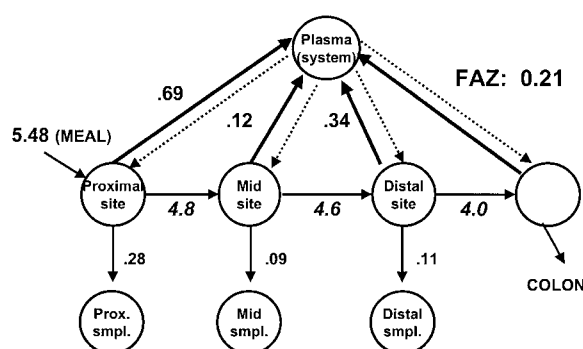 Plasma
(system)
FAZ: 0.21
.69
.12
.34
5.48 (MEAL)
Proximal
site
Mid
site
Distal
site
4.8
4.6
4.0
.28
.09
.11
COLON
Prox.
smpl.
Mid
smpl.
Distal
smpl.